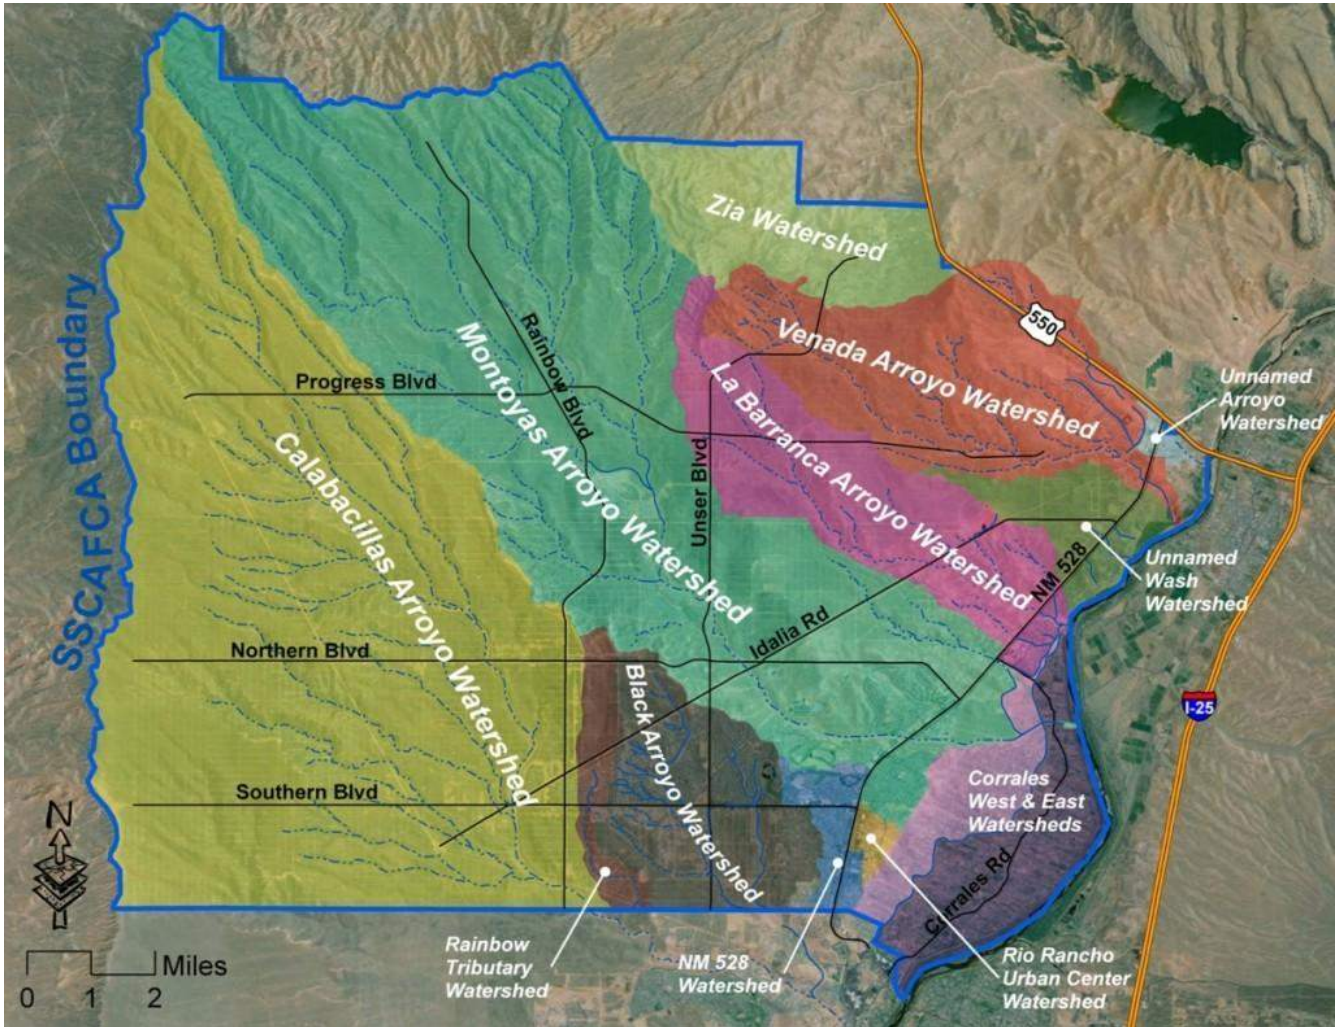 Zia Watershed
550
Venada Arroyo Watershed
Unnamed
Arroyo
Watershed
SSCAFCA Boundary
Montoyas Arroyo Watershed
Rainbow Blvd
Progress Blvd
La Barranca Arroyo Watershed
Calabacillas Arroyo Watershed
Unser Blvd
Unnamed
Wash
Watershed
NM 528
Idalia Rd
Northern Blvd
Black Arroyo Watershed
I-25
Southern Blvd
Corrales
West & East
Watersheds
Corrales Rd
N
Rainbow
Tributary
Watershed
NM 528
Watershed
Rio Rancho
Urban Center
Watershed
Miles
0 1 2